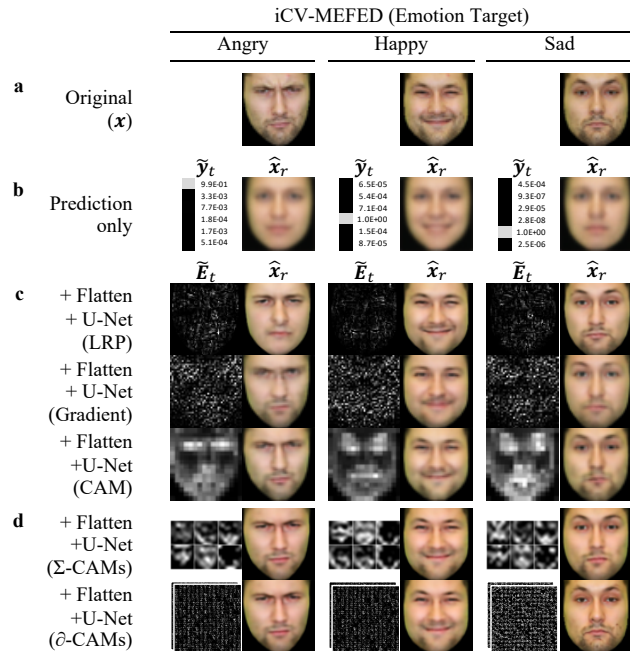 iCV-MEFED (Emotion Target)
Angry Happy Sad
a Original
(x)
ỹt x̂r ỹt x̂r ỹt x̂r
b Prediction
only
9.9E-01 6.5E-05 4.5E-04
3.3E-03 5.4E-04 9.3E-07
7.7E-03 7.1E-04 2.9E-05
1.8E-04 1.0E+00 2.8E-08
1.7E-03 1.5E-04 1.0E+00
5.1E-04 8.7E-05 2.5E-06
Ẽt x̂r Ẽt x̂r Ẽt x̂r
c + Flatten
+ U-Net
(LRP)
+ Flatten
+ U-Net
(Gradient)
+ Flatten
+U-Net
(CAM)
d + Flatten
+U-Net
(Σ-CAMs)
+ Flatten
+U-Net
(∂-CAMs)